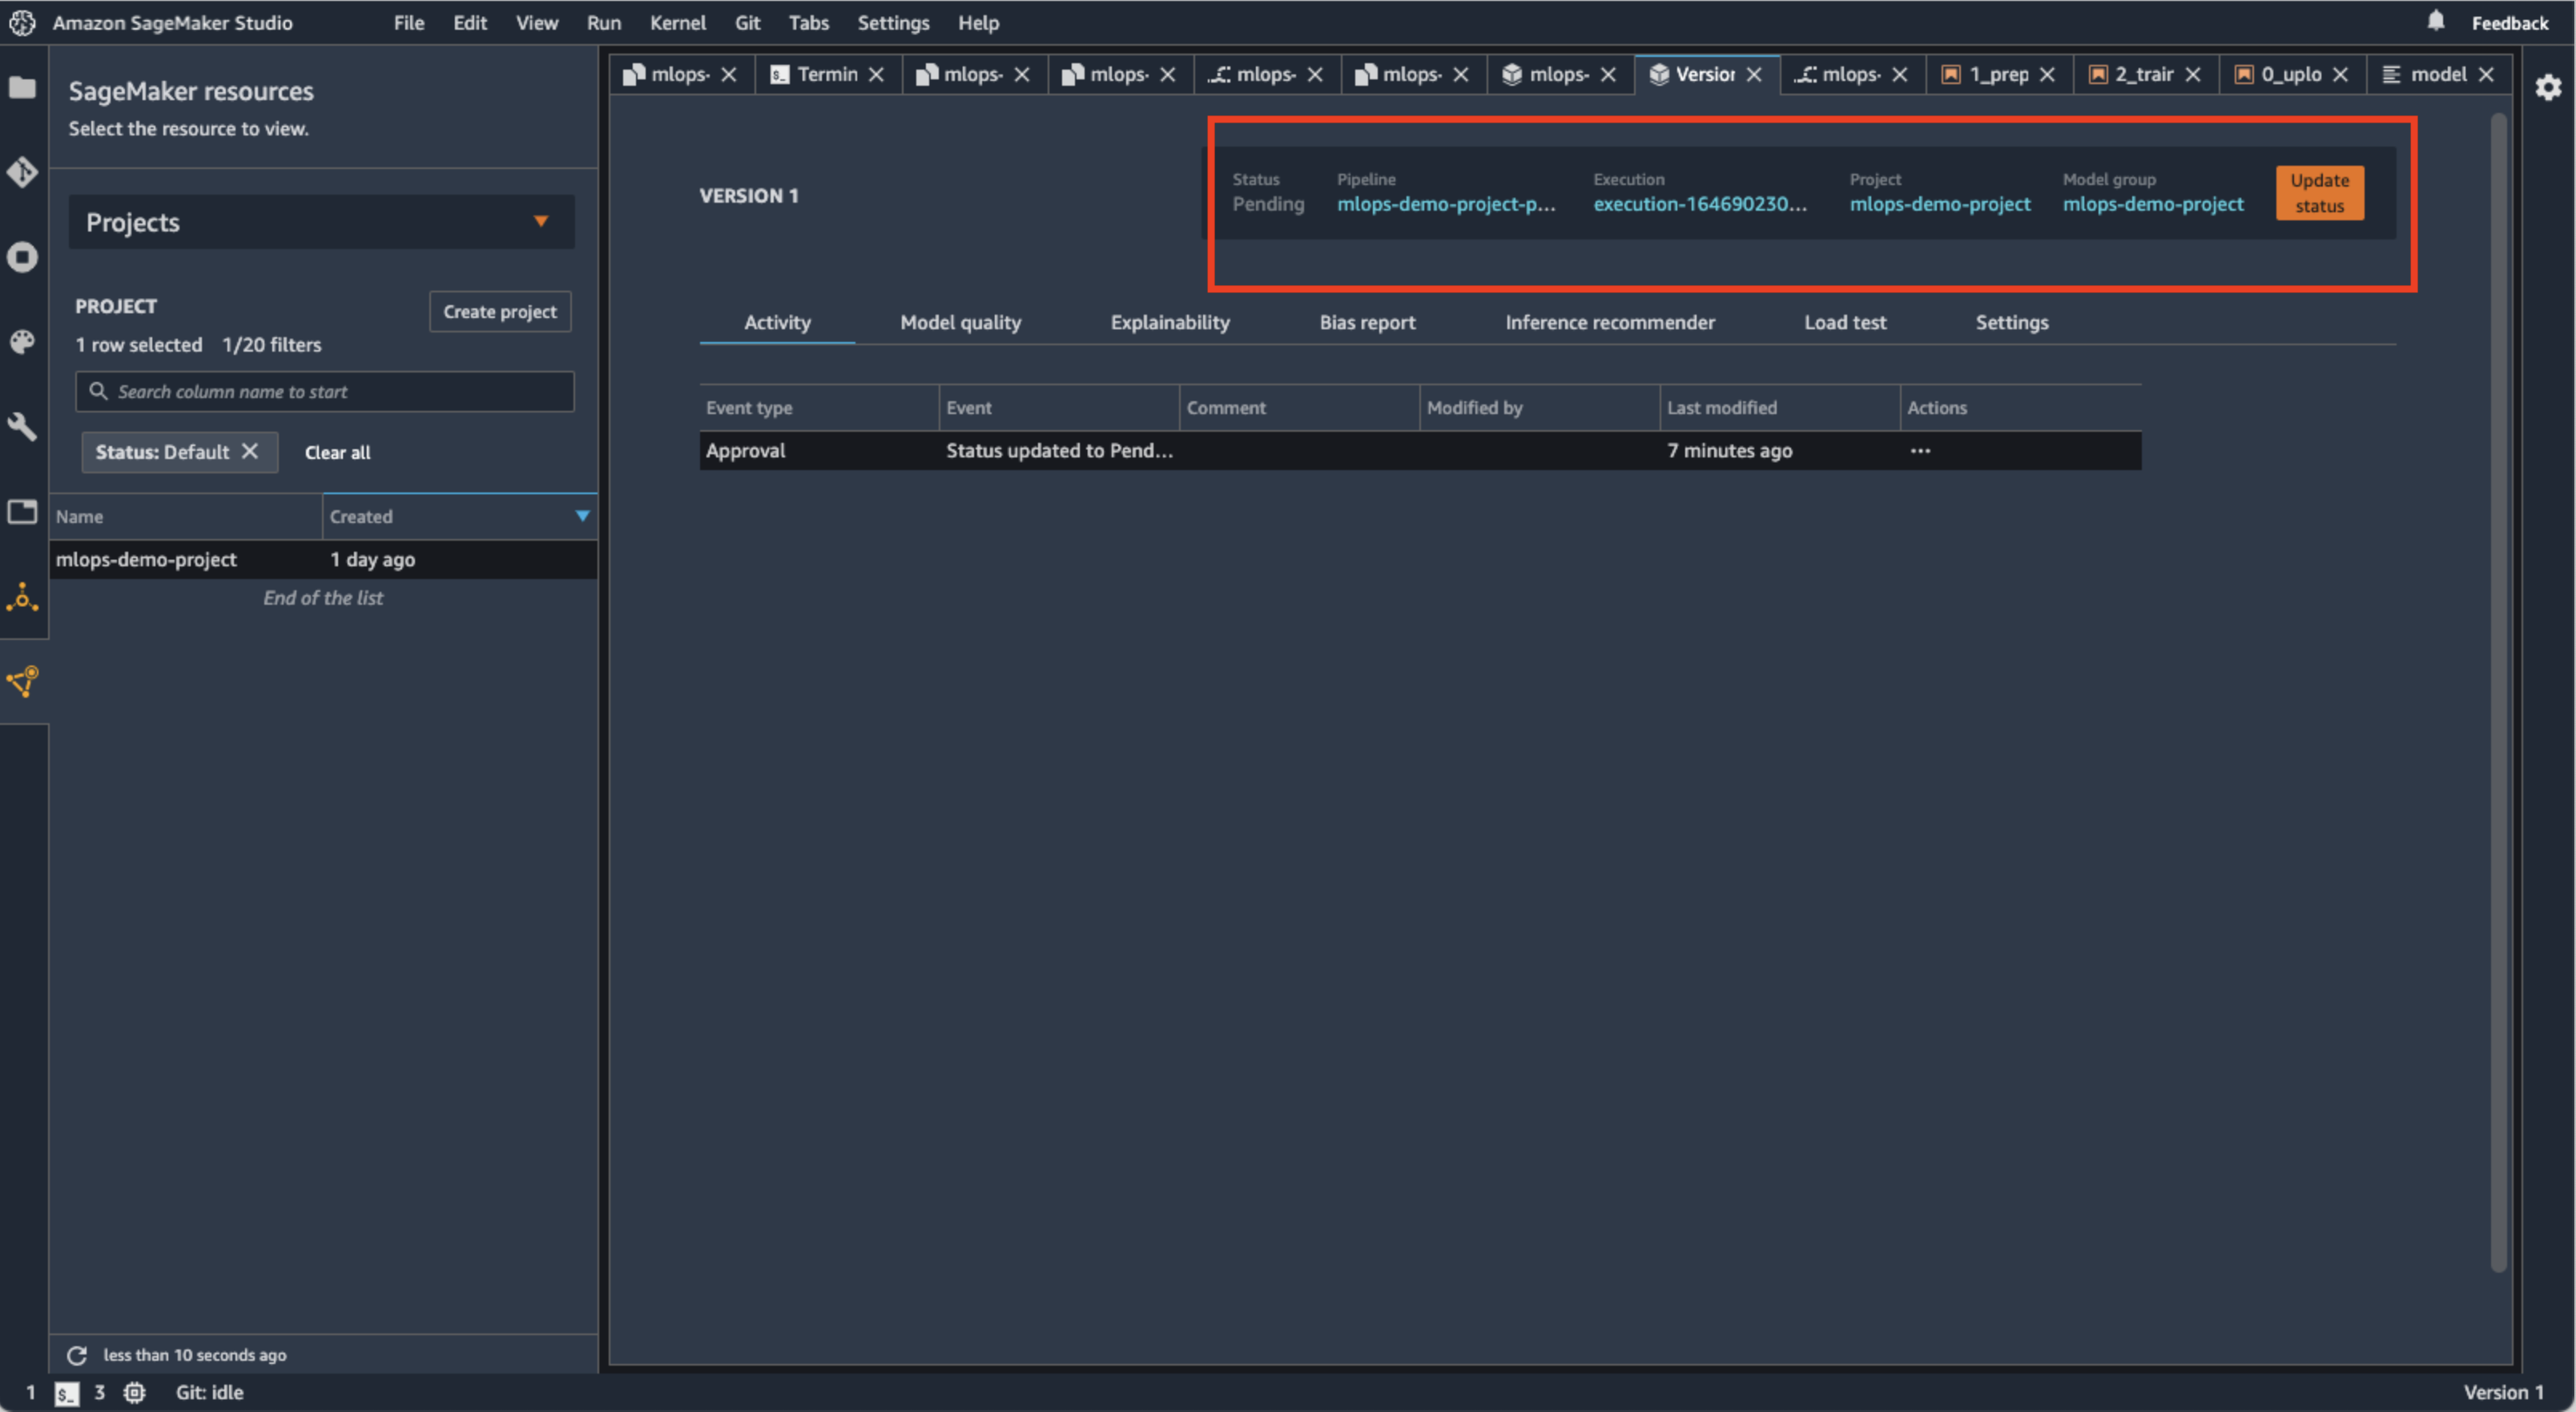 Amazon SageMaker Studio File Edit View Run Kernel Git Tabs Settings Help Feedback
mlops- Termin mlops- mlops- mlops- mlops- mlops- Version mlops- 1_prep 2_train 0_uplo model
SageMaker resources
Select the resource to view.
Projects
PROJECT
Create project
1 row selected 1/20 filters
Search column name to start
Status: Default Clear all
Name Created
mlops-demo-project 1 day ago
End of the list
less than 10 seconds ago
VERSION 1
Status Pipeline Execution Project Model group
Pending mlops-demo-project-p... execution-164690230... mlops-demo-project mlops-demo-project
Update
status
Activity Model quality Explainability Bias report Inference recommender Load test Settings
Event type Event Comment Modified by Last modified Actions
Approval Status updated to Pend... 7 minutes ago ...
1 $_ 3 Git: idle Version 1